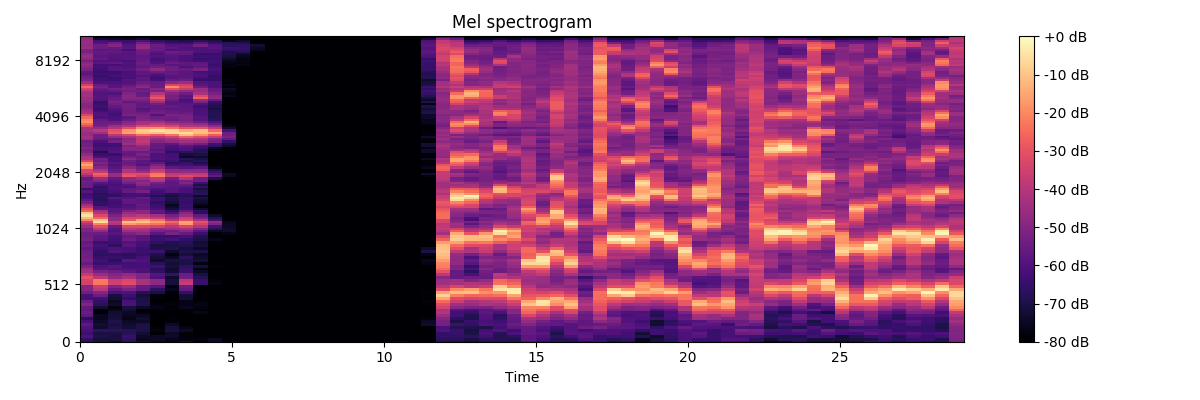 Mel spectrogram
+0 dB
8192
-10 dB
-20 dB
4096
-30 dB
Hz
2048
-40 dB
1024
-50 dB
-60 dB
512
-70 dB
0
-80 dB
0 5 10 15 20 25
Time